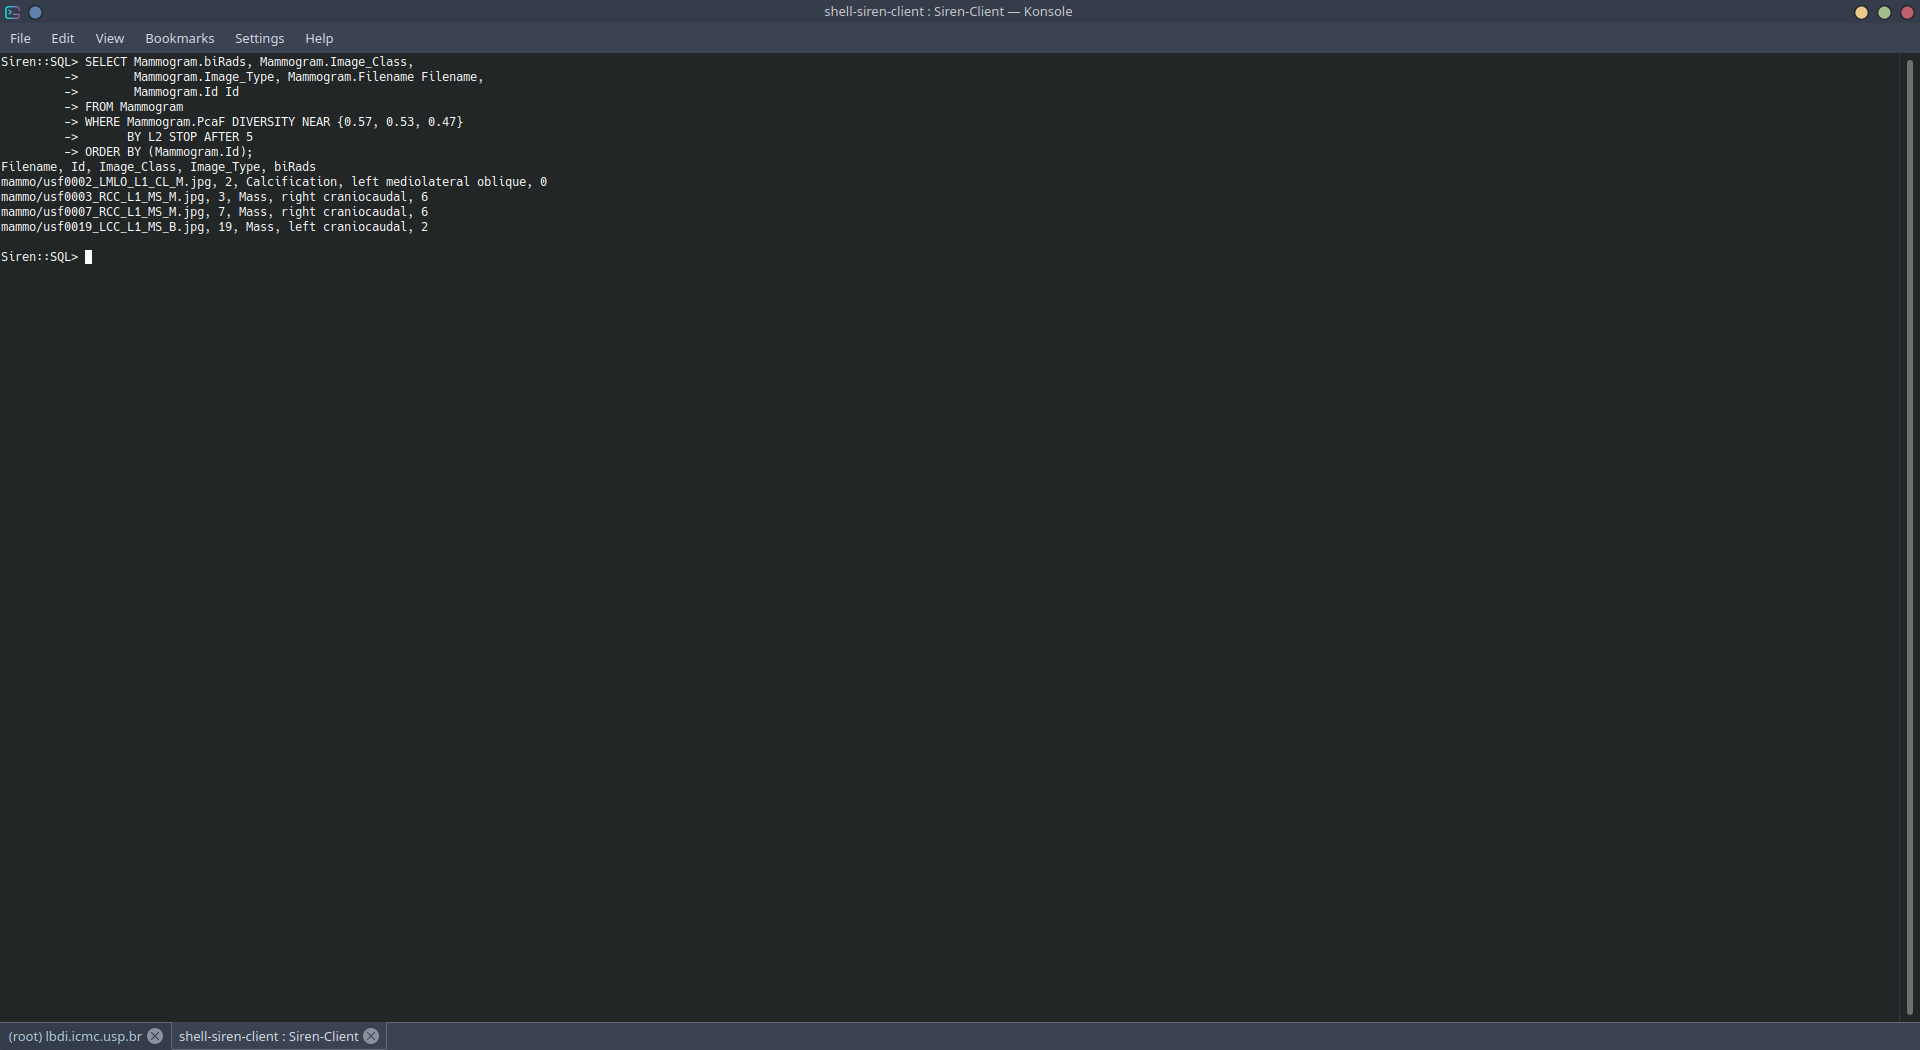 shell-siren-client : Siren-Client — Konsole
File Edit View Bookmarks Settings Help
Siren::SQL> SELECT Mammogram.biRads, Mammogram.Image_Class,
-> Mammogram.Image_Type, Mammogram.Filename Filename,
-> Mammogram.Id Id
-> FROM Mammogram
-> WHERE Mammogram.PcaF DIVERSITY NEAR {0.57, 0.53, 0.47}
-> BY L2 STOP AFTER 5
-> ORDER BY (Mammogram.Id);
Filename, Id, Image_Class, Image_Type, biRads
mammo/usf0002_LMLO_L1_CL_M.jpg, 2, Calcification, left mediolateral oblique, 0
mammo/usf0003_RCC_L1_MS_M.jpg, 3, Mass, right craniocaudal, 6
mammo/usf0007_RCC_L1_MS_M.jpg, 7, Mass, right craniocaudal, 6
mammo/usf0019_LCC_L1_MS_B.jpg, 19, Mass, left craniocaudal, 2
Siren::SQL>
(root) lbdi.icmc.usp.br shell-siren-client : Siren-Client